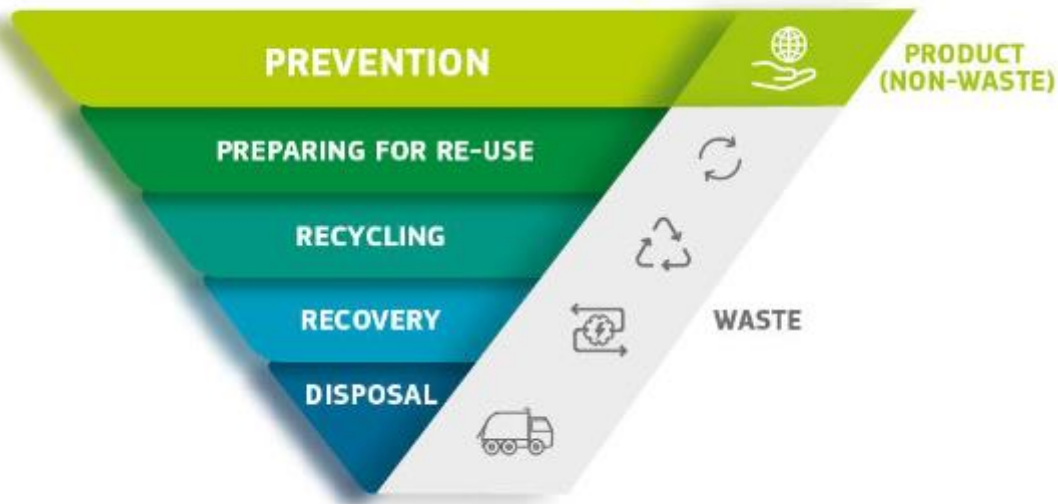 PREVENTION
PRODUCT
(NON-WASTE)
PREPARING FOR RE-USE
RECYCLING
RECOVERY
WASTE
DISPOSAL